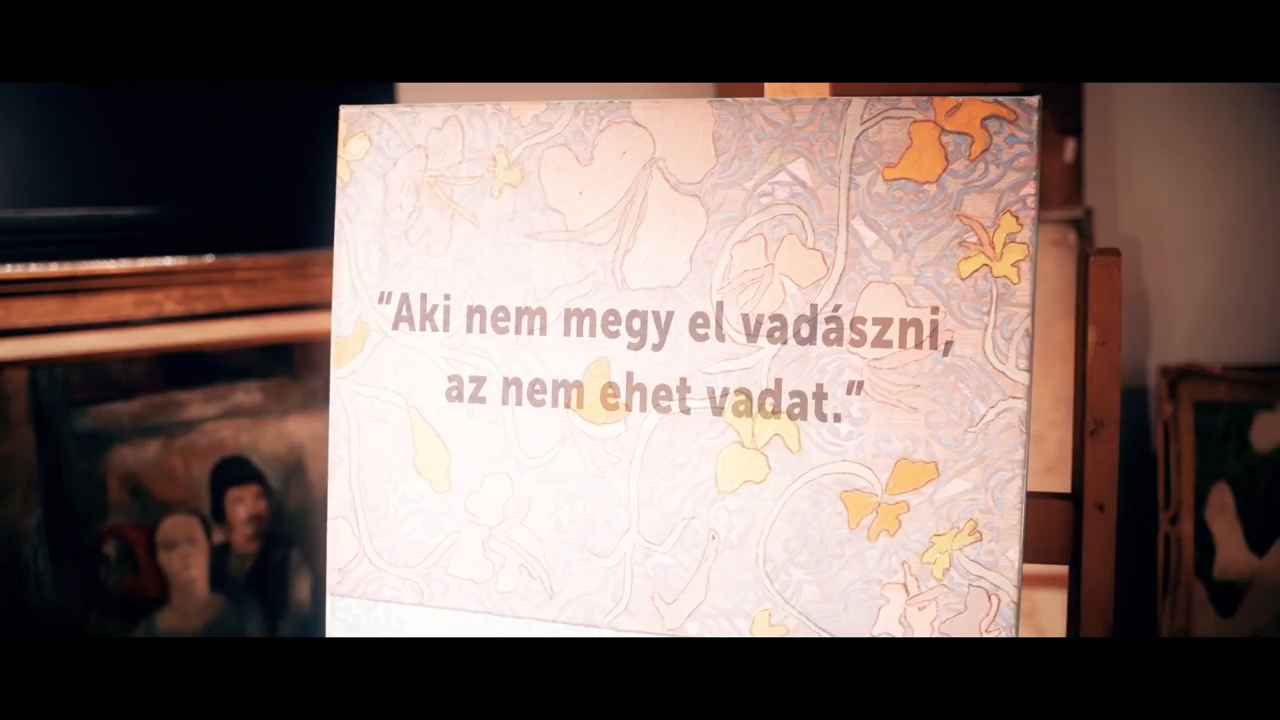 “Aki nem megy el vadászni,
az nem ehet vadat.”